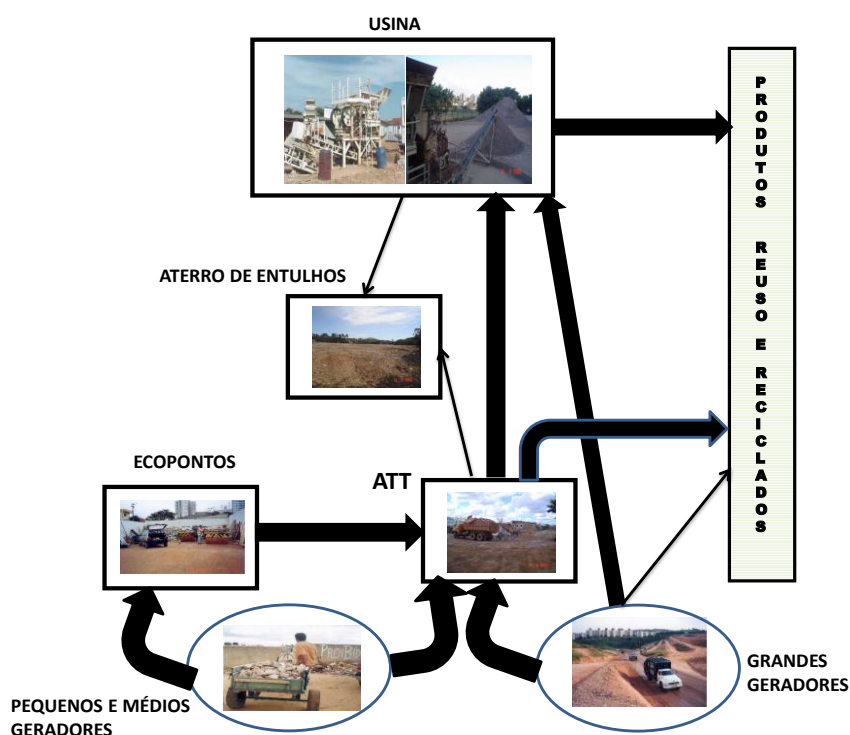 USINA
PRODUTOS REUSO E RECICLADOS
ATERRO DE ENTULHOS
ECOPONTOS
ATT
GRANDES
GERADORES
PEQUENOS E MÉDIOS
GERADORES